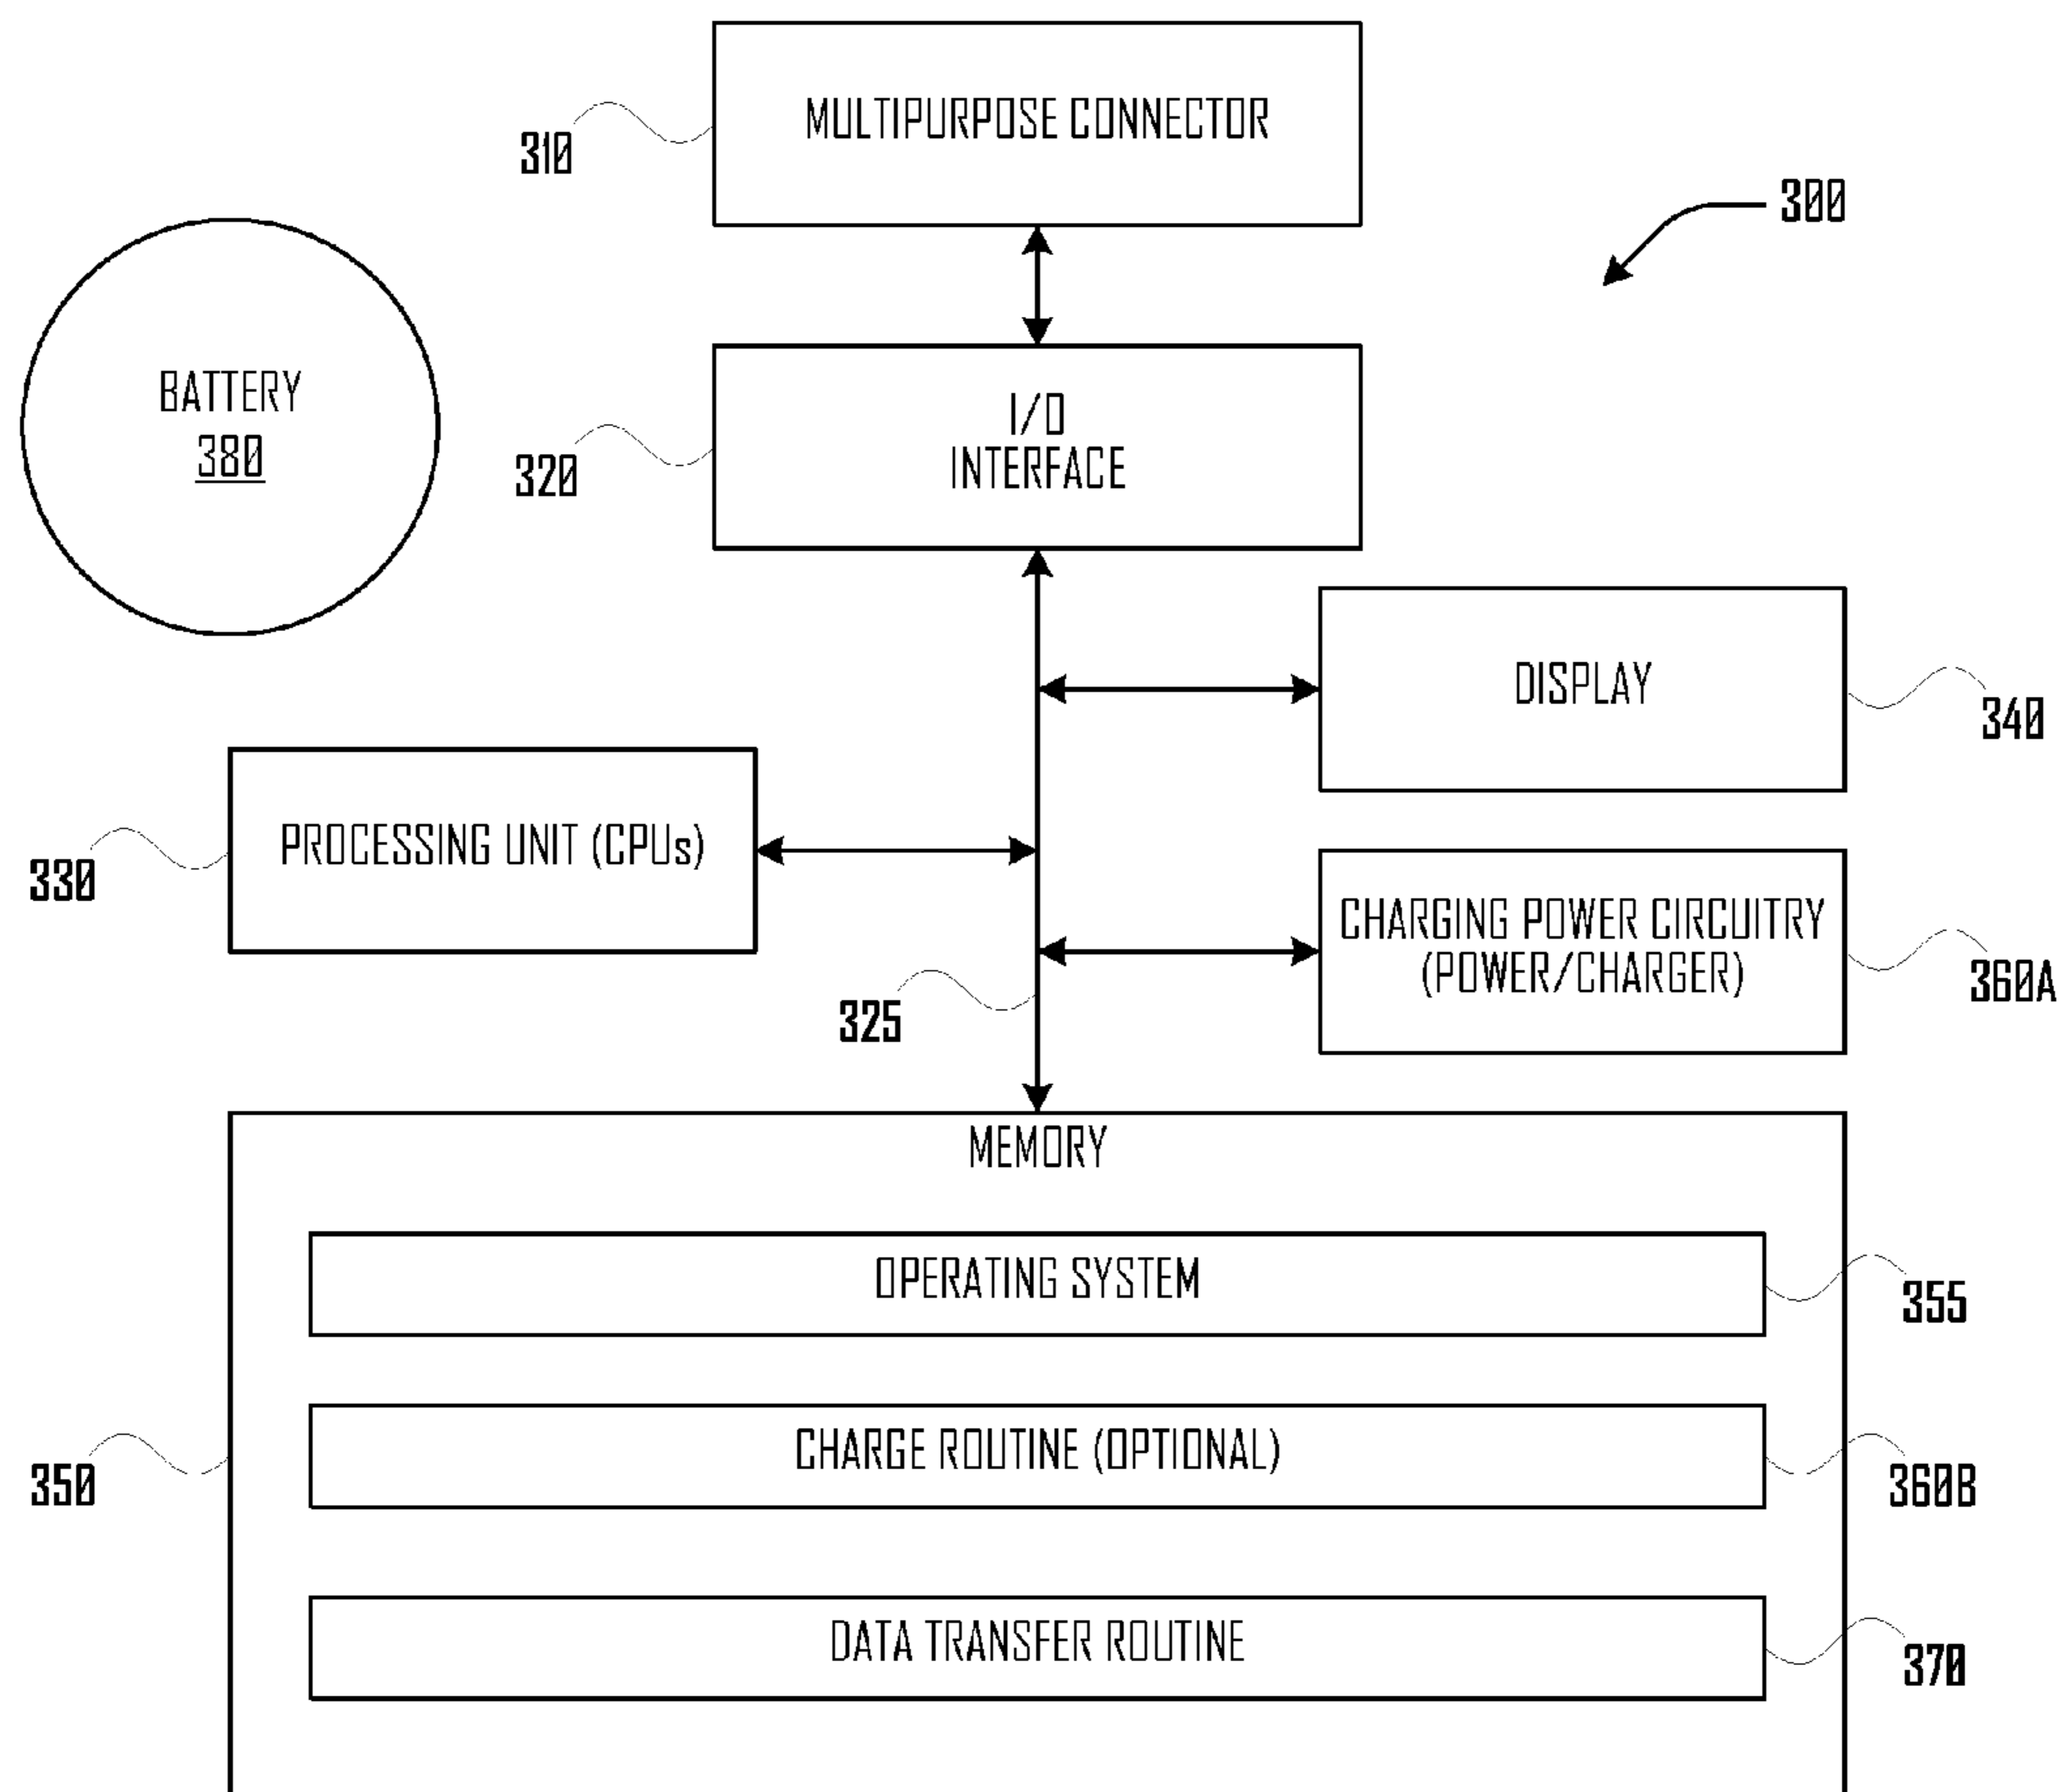 MULTIPURPOSE CONNECTOR
310
300
BATTERY
380
I/O
INTERFACE
320
DISPLAY
340
PROCESSING UNIT (CPUs)
330
CHARGING POWER CIRCUITRY
(POWER/CHARGER)
360A
325
MEMORY
OPERATING SYSTEM
355
CHARGE ROUTINE (OPTIONAL)
350
360B
DATA TRANSFER ROUTINE
370